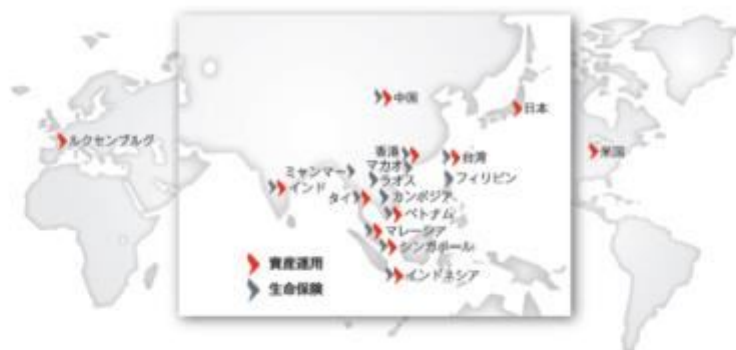 中国
日本
ルクセンブルグ
米国
香港
台湾
マカオ
ミャンマー
ラオス
フィリピン
インド
タイ
カンボジア
ベトナム
マレーシア
シンガポール
インドネシア
資産運用
生命保険